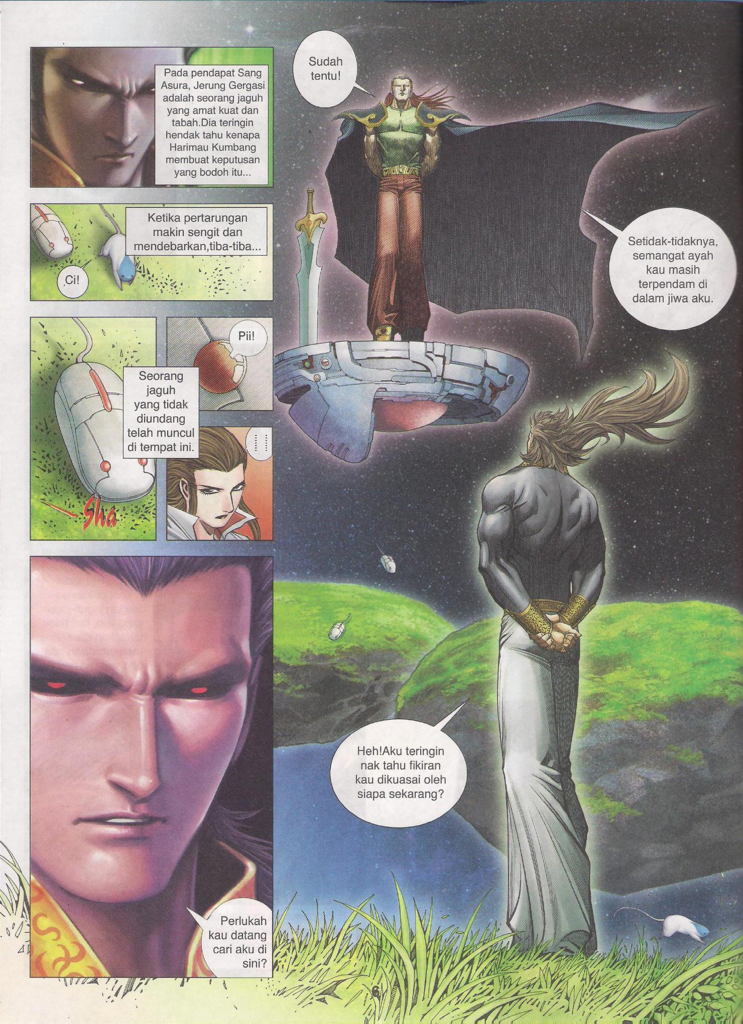 Pada pendapat Sang
Asura, Jerung Gergasi
adalah seorang jaguh
yang amat kuat dan
tabah.Dia teringin
hendak tahu kenapa
Harimau Kumbang
membuat keputusan
yang bodoh itu...
Ketika pertarungan
makin sengit dan
mendebarkan,tiba-tiba...
Ci!
Pii!
Seorang
jaguh
yang tidak
diundang
telah muncul
di tempat ini.
......
Sha
Perlukah
kau datang
cari aku di
sini?
Sudah
tentu!
Setidak-tidaknya,
semangat ayah
kau masih
terpendam di
dalam jiwa aku.
Heh!Aku teringin
nak tahu fikiran
kau dikuasai oleh
siapa sekarang?
6